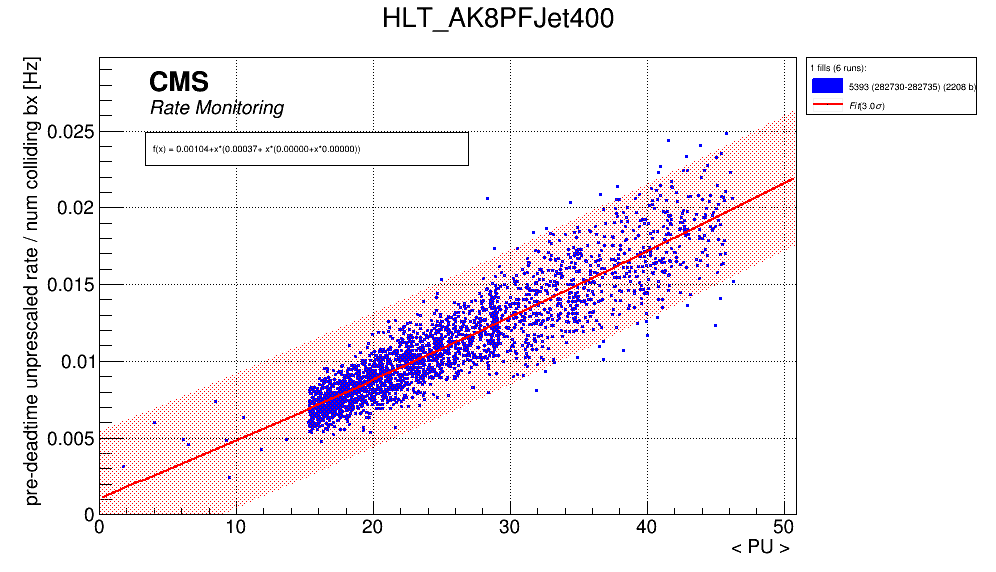 HLT_AK8PFJet400
pre-deadtime unprescaled rate / num colliding bx [Hz]
CMS
Rate Monitoring
f(x) = 0.00104+x*(0.00037+ x*(0.00000+x*0.00000))
1 fills (6 runs):
5393 (282730-282735) (2208 b)
Fit(3.0σ)
0.025
0.02
0.015
0.01
0.005
0
0 10 20 30 40 50
< PU >